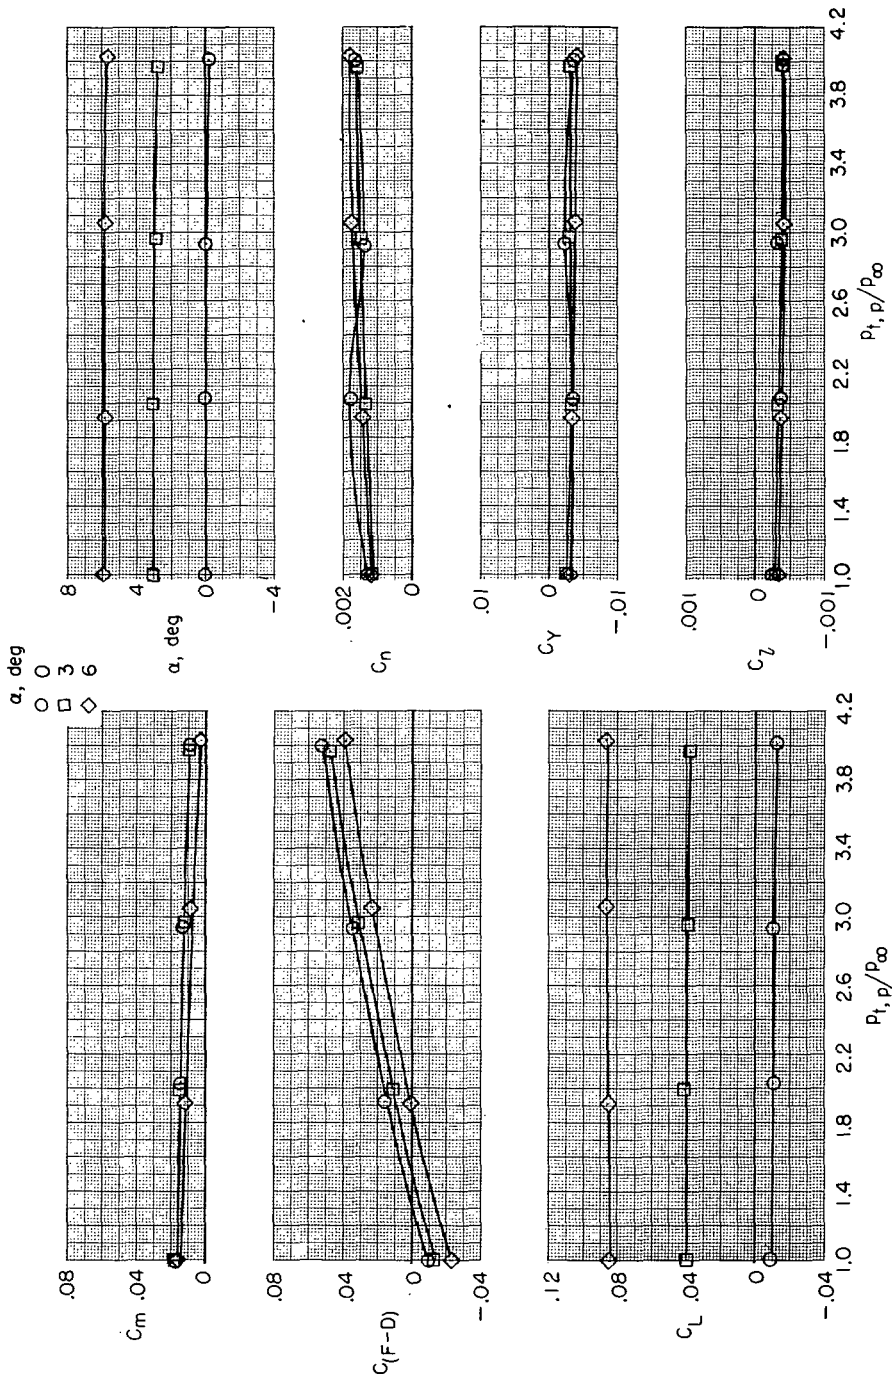 α, deg
○ 0
□ 3
◇ 6
.08
.04
0
C_m
.08
.04
0
-.04
C_(F-D)
.12
.08
.04
0
-.04
C_L
1.0 1.4 1.8 2.2 2.6 3.0 3.4 3.8 4.2
p_t,p/p_∞
8
4
0
-4
α, deg
.002
0
C_n
.01
0
-.01
C_Y
.001
0
-.001
C_l
1.0 1.4 1.8 2.2 2.6 3.0 3.4 3.8 4.2
p_t,p/p_∞